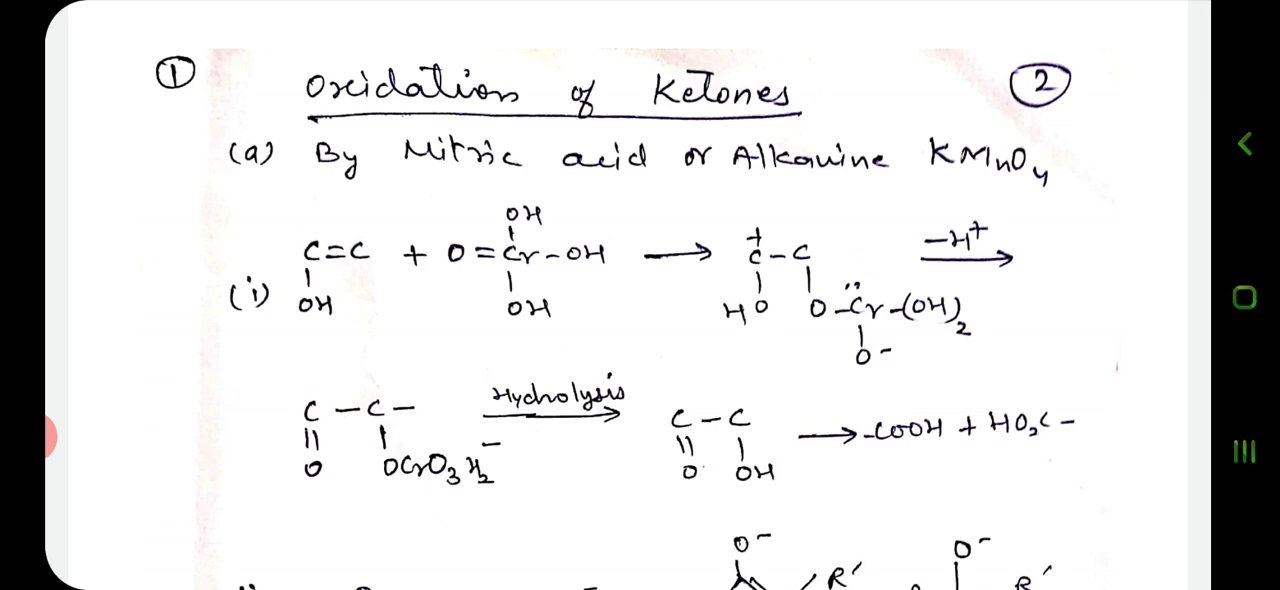 ① Oxidation of Ketones ②
(a) By Nitric acid or Alkaline KMnO4
OH
C=C + O=Cr-OH ⟶ +C-C -H+⟶
(i) OH OH HO O-C̈r-(OH)2
O-
C-C- Hydrolysis⟶ C-C ⟶ -COOH + HO2C-
O OCrO3H2- O OH
O- O-
R′ R′